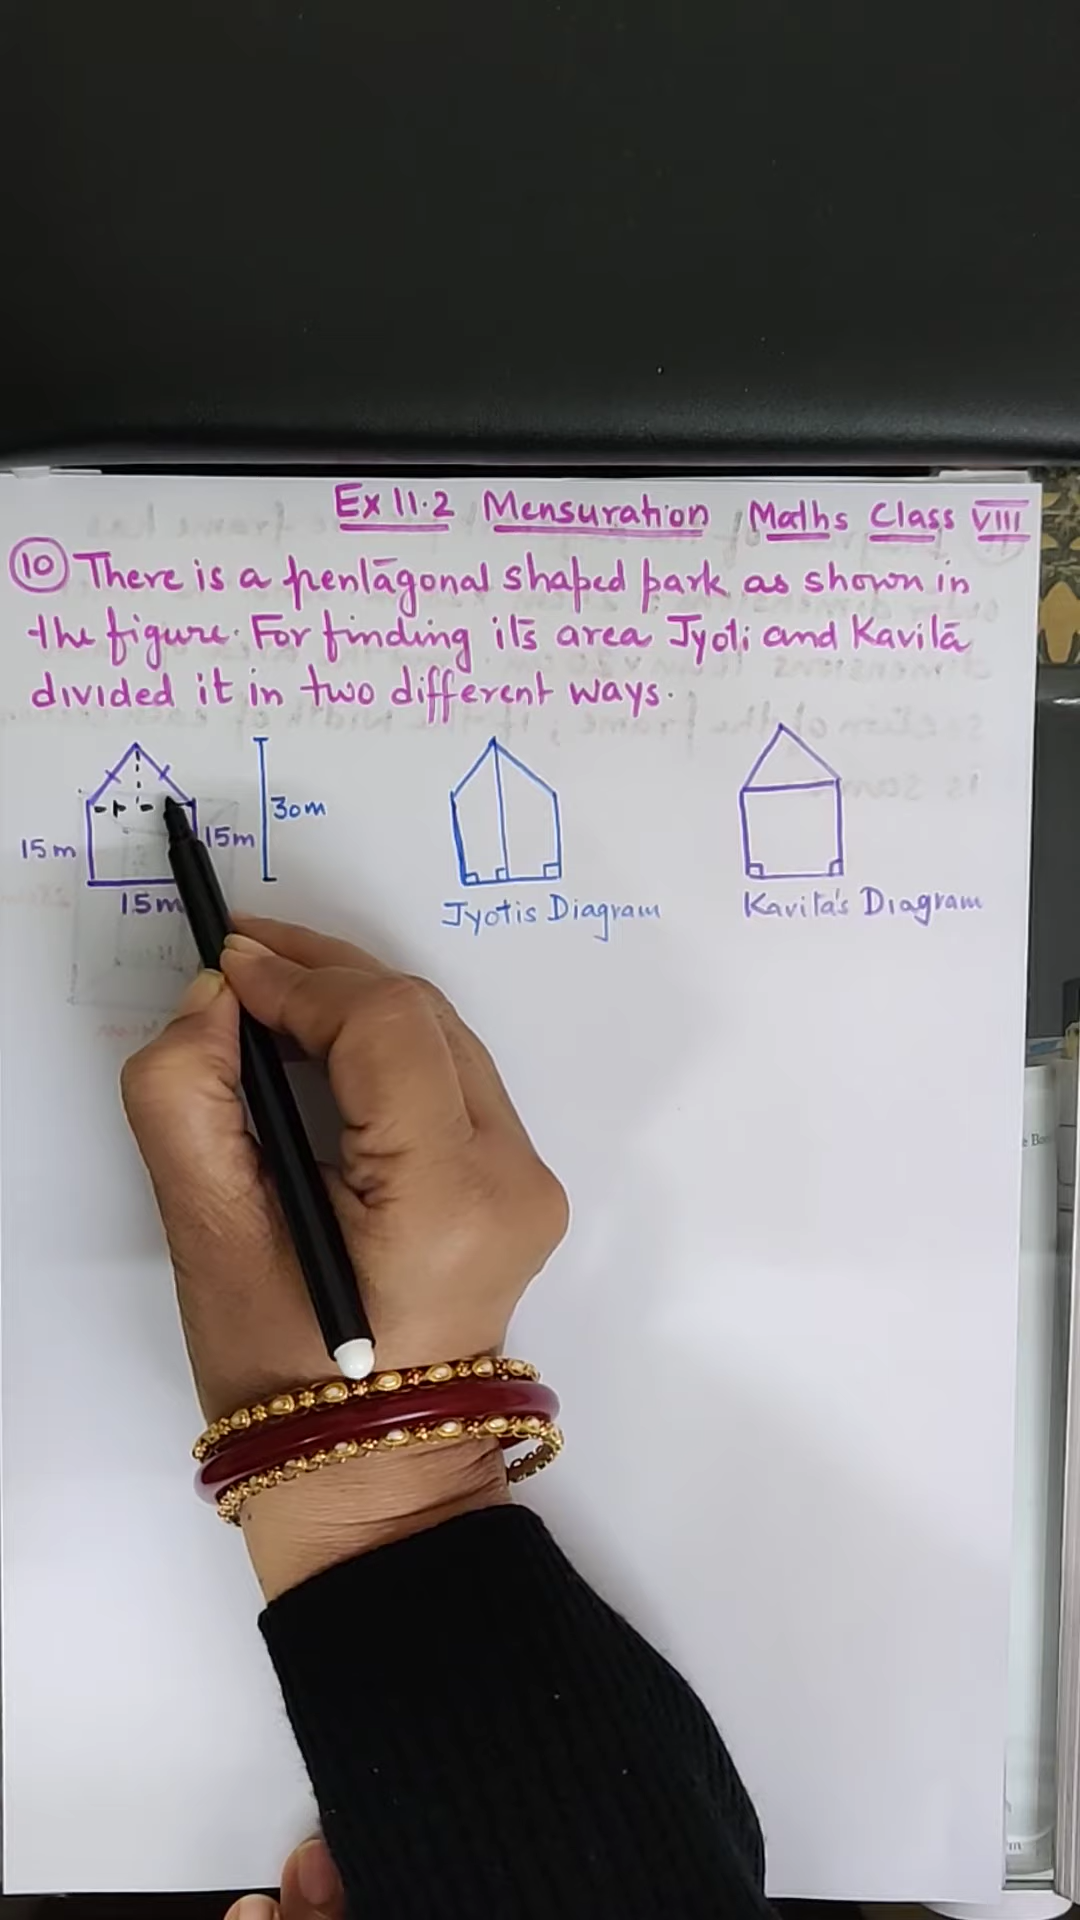 Ex 11.2 Mensuration Maths Class VIII
10 There is a pentagonal shaped park as shown in
the figure. For finding its area Jyoti and Kavita
divided it in two different ways.
30m
15m
15m
15m
Jyotis Diagram
Kavita's Diagram